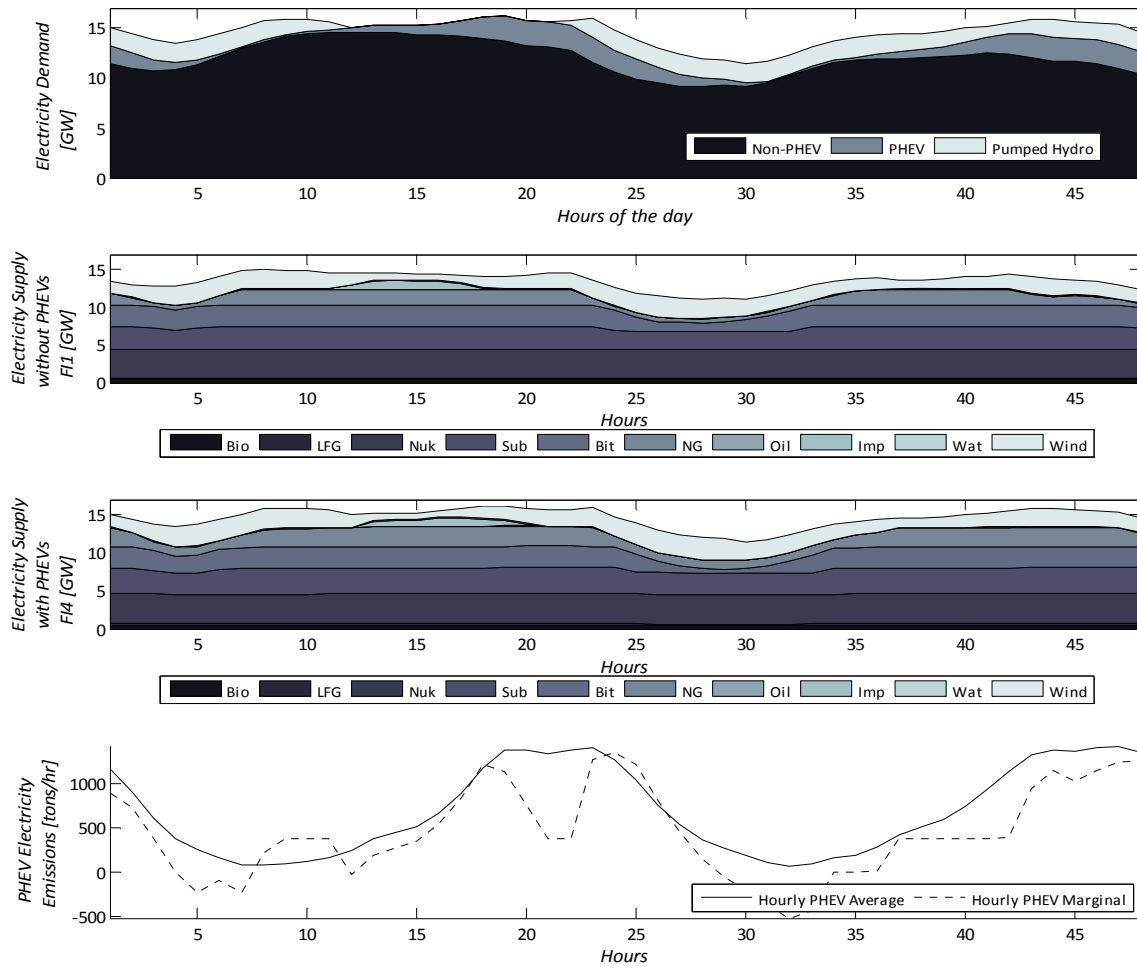 Electricity Demand
[GW]
15
10
5
0
Non-PHEV PHEV Pumped Hydro
5 10 15 20 25 30 35 40 45
Hours of the day
Electricity Supply
without PHEVs
FI1 [GW]
15
10
5
0
5 10 15 20 25 30 35 40 45
Hours
Bio LFG Nuk Sub Bit NG Oil Imp Wat Wind
Electricity Supply
with PHEVs
FI4 [GW]
15
10
5
0
5 10 15 20 25 30 35 40 45
Hours
Bio LFG Nuk Sub Bit NG Oil Imp Wat Wind
PHEV Electricity
Emissions [tons/hr]
1000
500
0
-500
Hourly PHEV Average Hourly PHEV Marginal
5 10 15 20 25 30 35 40 45
Hours